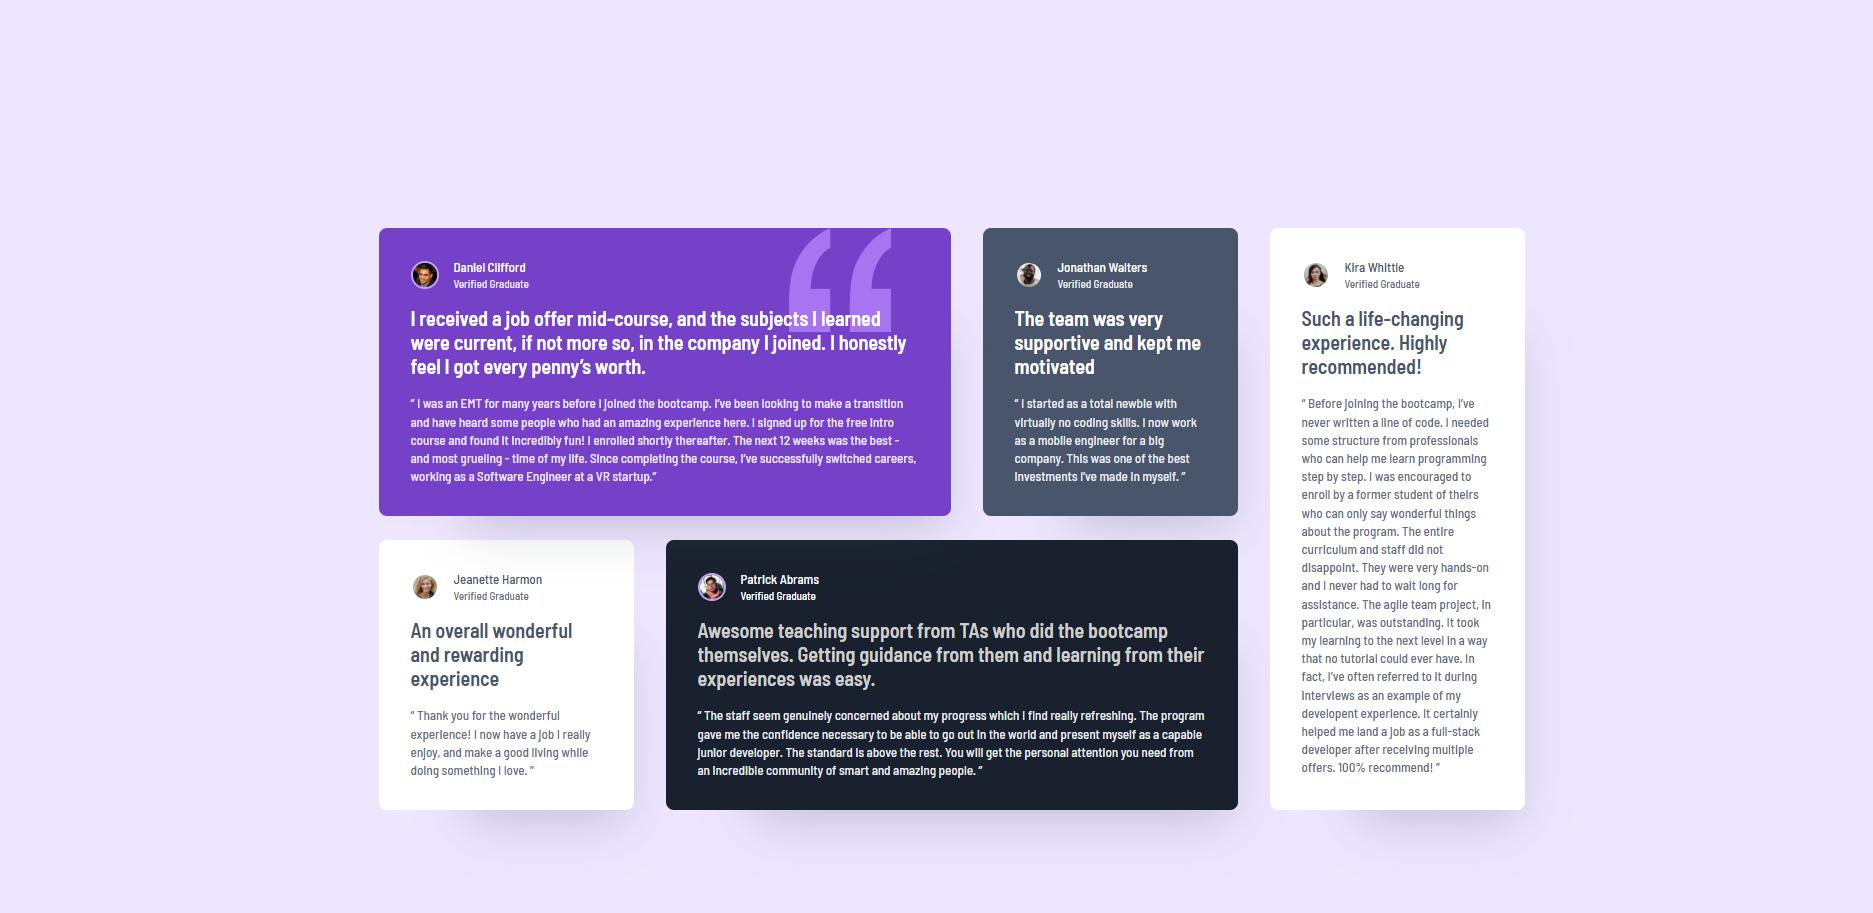 Daniel Clifford
Verified Graduate
I received a job offer mid-course, and the subjects I learned
were current, if not more so, in the company I joined. I honestly
feel I got every penny’s worth.
“ I was an EMT for many years before I joined the bootcamp. I’ve been looking to make a transition
and have heard some people who had an amazing experience here. I signed up for the free intro
course and found it incredibly fun! I enrolled shortly thereafter. The next 12 weeks was the best -
and most grueling - time of my life. Since completing the course, I’ve successfully switched careers,
working as a Software Engineer at a VR startup.”
Jonathan Walters
Verified Graduate
The team was very
supportive and kept me
motivated
“ I started as a total newbie with
virtually no coding skills. I now work
as a mobile engineer for a big
company. This was one of the best
investments I’ve made in myself. ”
Kira Whittle
Verified Graduate
Such a life-changing
experience. Highly
recommended!
“ Before joining the bootcamp, I’ve
never written a line of code. I needed
some structure from professionals
who can help me learn programming
step by step. I was encouraged to
enroll by a former student of theirs
who can only say wonderful things
about the program. The entire
curriculum and staff did not
disappoint. They were very hands-on
and I never had to wait long for
assistance. The agile team project, in
particular, was outstanding. It took
my learning to the next level in a way
that no tutorial could ever have. In
fact, I’ve often referred to it during
interviews as an example of my
developent experience. It certainly
helped me land a job as a full-stack
developer after receiving multiple
offers. 100% recommend! ”
Jeanette Harmon
Verified Graduate
An overall wonderful
and rewarding
experience
“ Thank you for the wonderful
experience! I now have a job I really
enjoy, and make a good living while
doing something I love. ”
Patrick Abrams
Verified Graduate
Awesome teaching support from TAs who did the bootcamp
themselves. Getting guidance from them and learning from their
experiences was easy.
“ The staff seem genuinely concerned about my progress which I find really refreshing. The program
gave me the confidence necessary to be able to go out in the world and present myself as a capable
junior developer. The standard is above the rest. You will get the personal attention you need from
an incredible community of smart and amazing people. ”